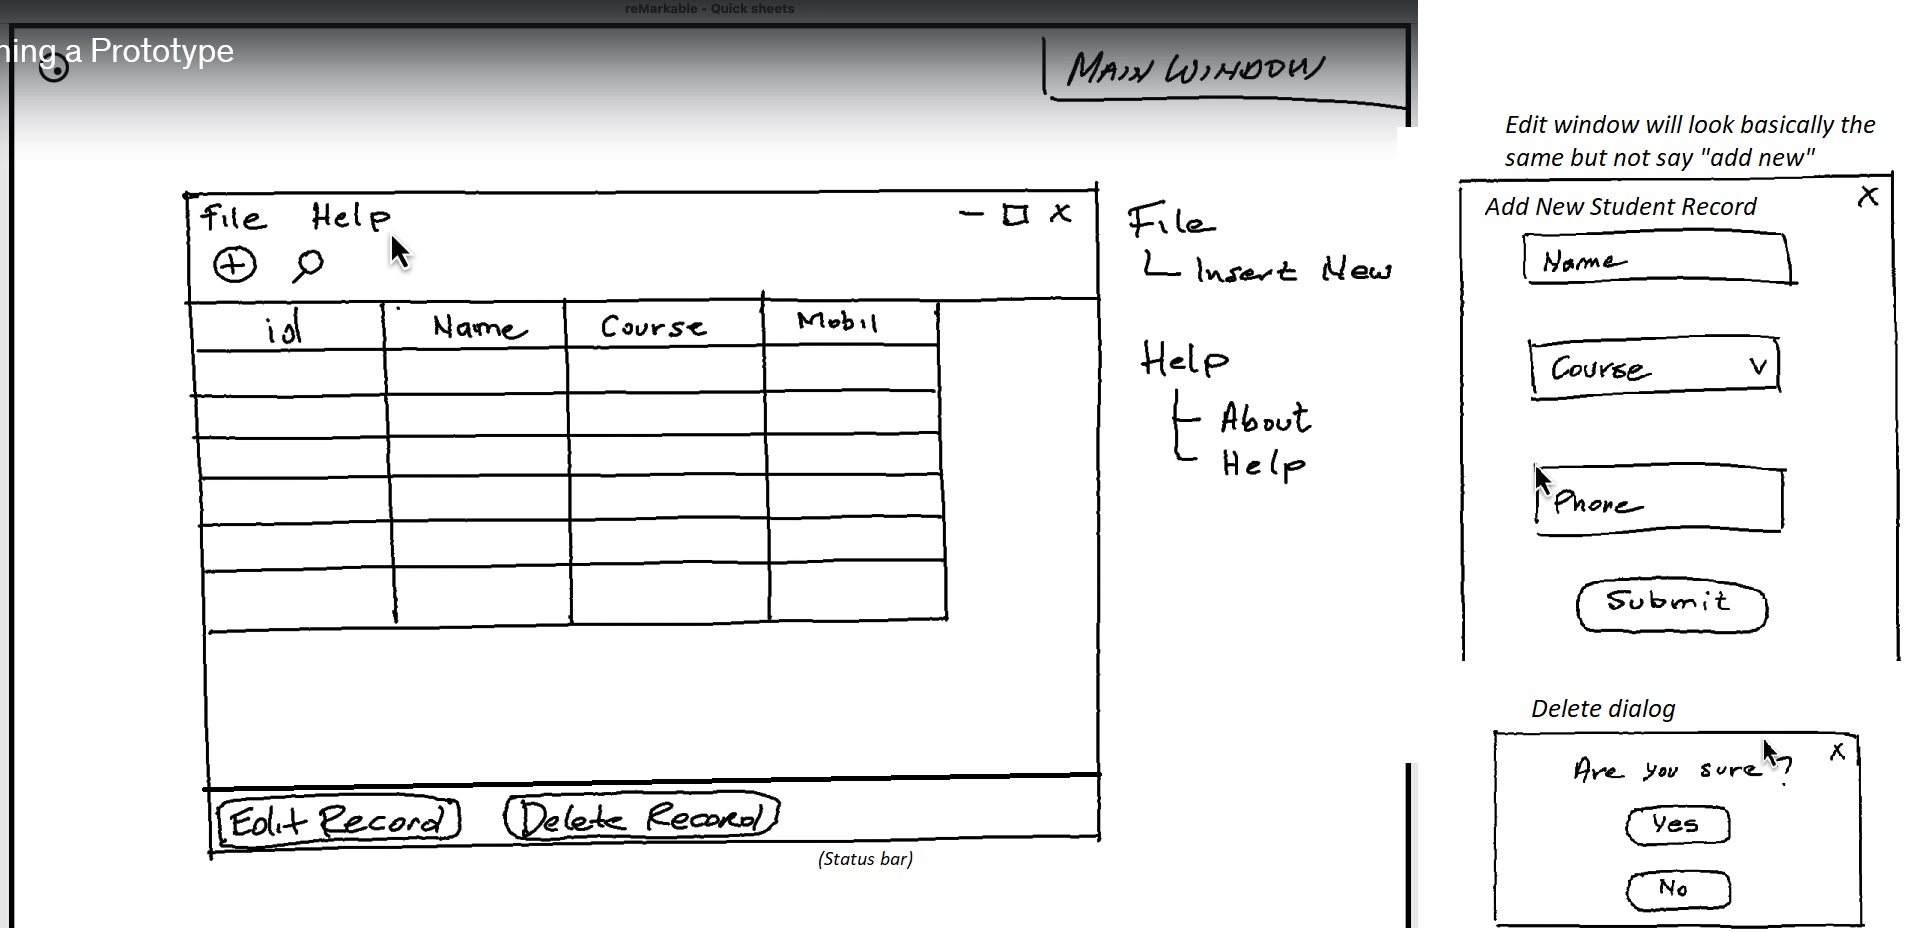 reMarkable - Quick sheets
ning a Prototype
MAIN WINDOW
File Help - X
id Name Course Mobil
Edit Record Delete Record
(Status bar)
File
Insert New
Help
About
Help
Edit window will look basically the
same but not say "add new"
X
Add New Student Record
Name
Course V
Phone
Submit
Delete dialog
X
Are you sure?
Yes
No